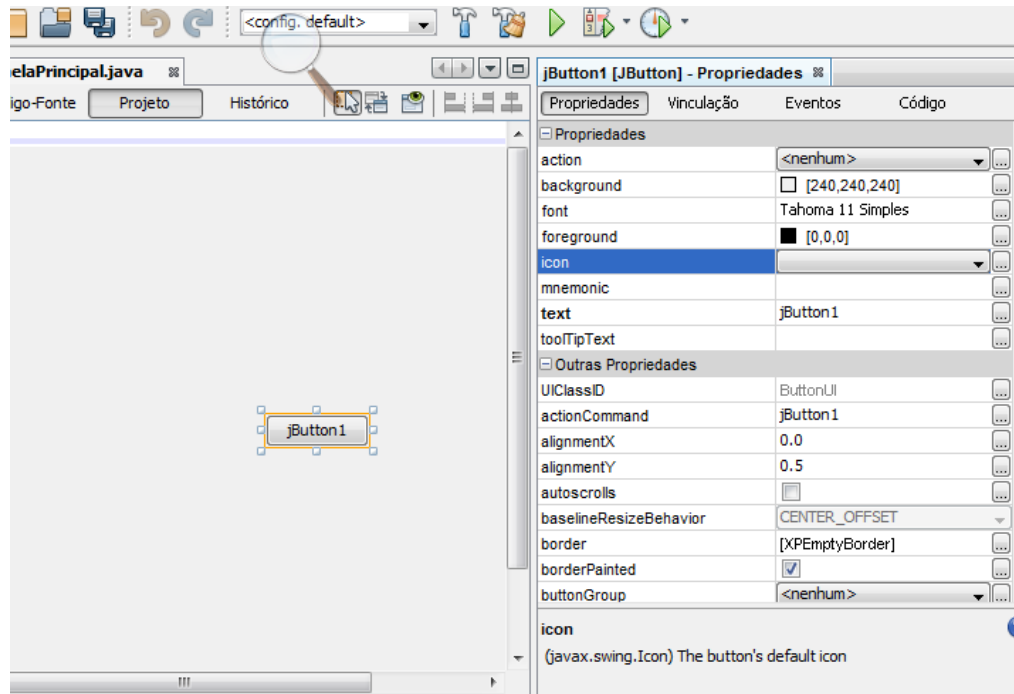 <config. default>
elaPrincipal.java
igo-Fonte Projeto Histórico
jButton1
jButton1 [JButton] - Propriedades
Propriedades Vinculação Eventos Código
Propriedades
action <nenhum> ...
background [240,240,240] ...
font Tahoma 11 Simples ...
foreground [0,0,0] ...
icon ...
mnemonic ...
text jButton1 ...
toolTipText ...
Outras Propriedades
UIClassID ButtonUI ...
actionCommand jButton1 ...
alignmentX 0.0 ...
alignmentY 0.5 ...
autoscrolls ...
baselineResizeBehavior CENTER_OFFSET
border [XPEmptyBorder] ...
borderPainted ...
buttonGroup <nenhum> ...
icon
(javax.swing.Icon) The button's default icon